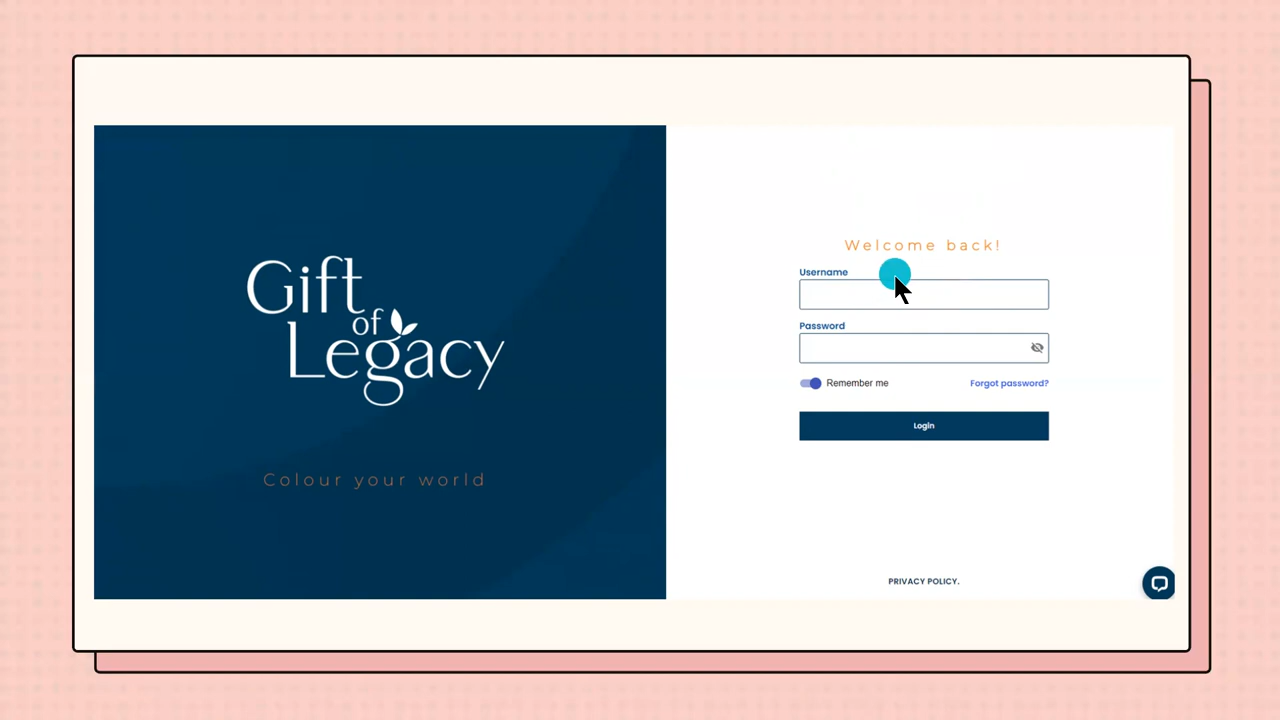 Gift
of
Legacy
Colour your world
Welcome back!
Username
Password
Remember me
Forgot password?
Login
PRIVACY POLICY.